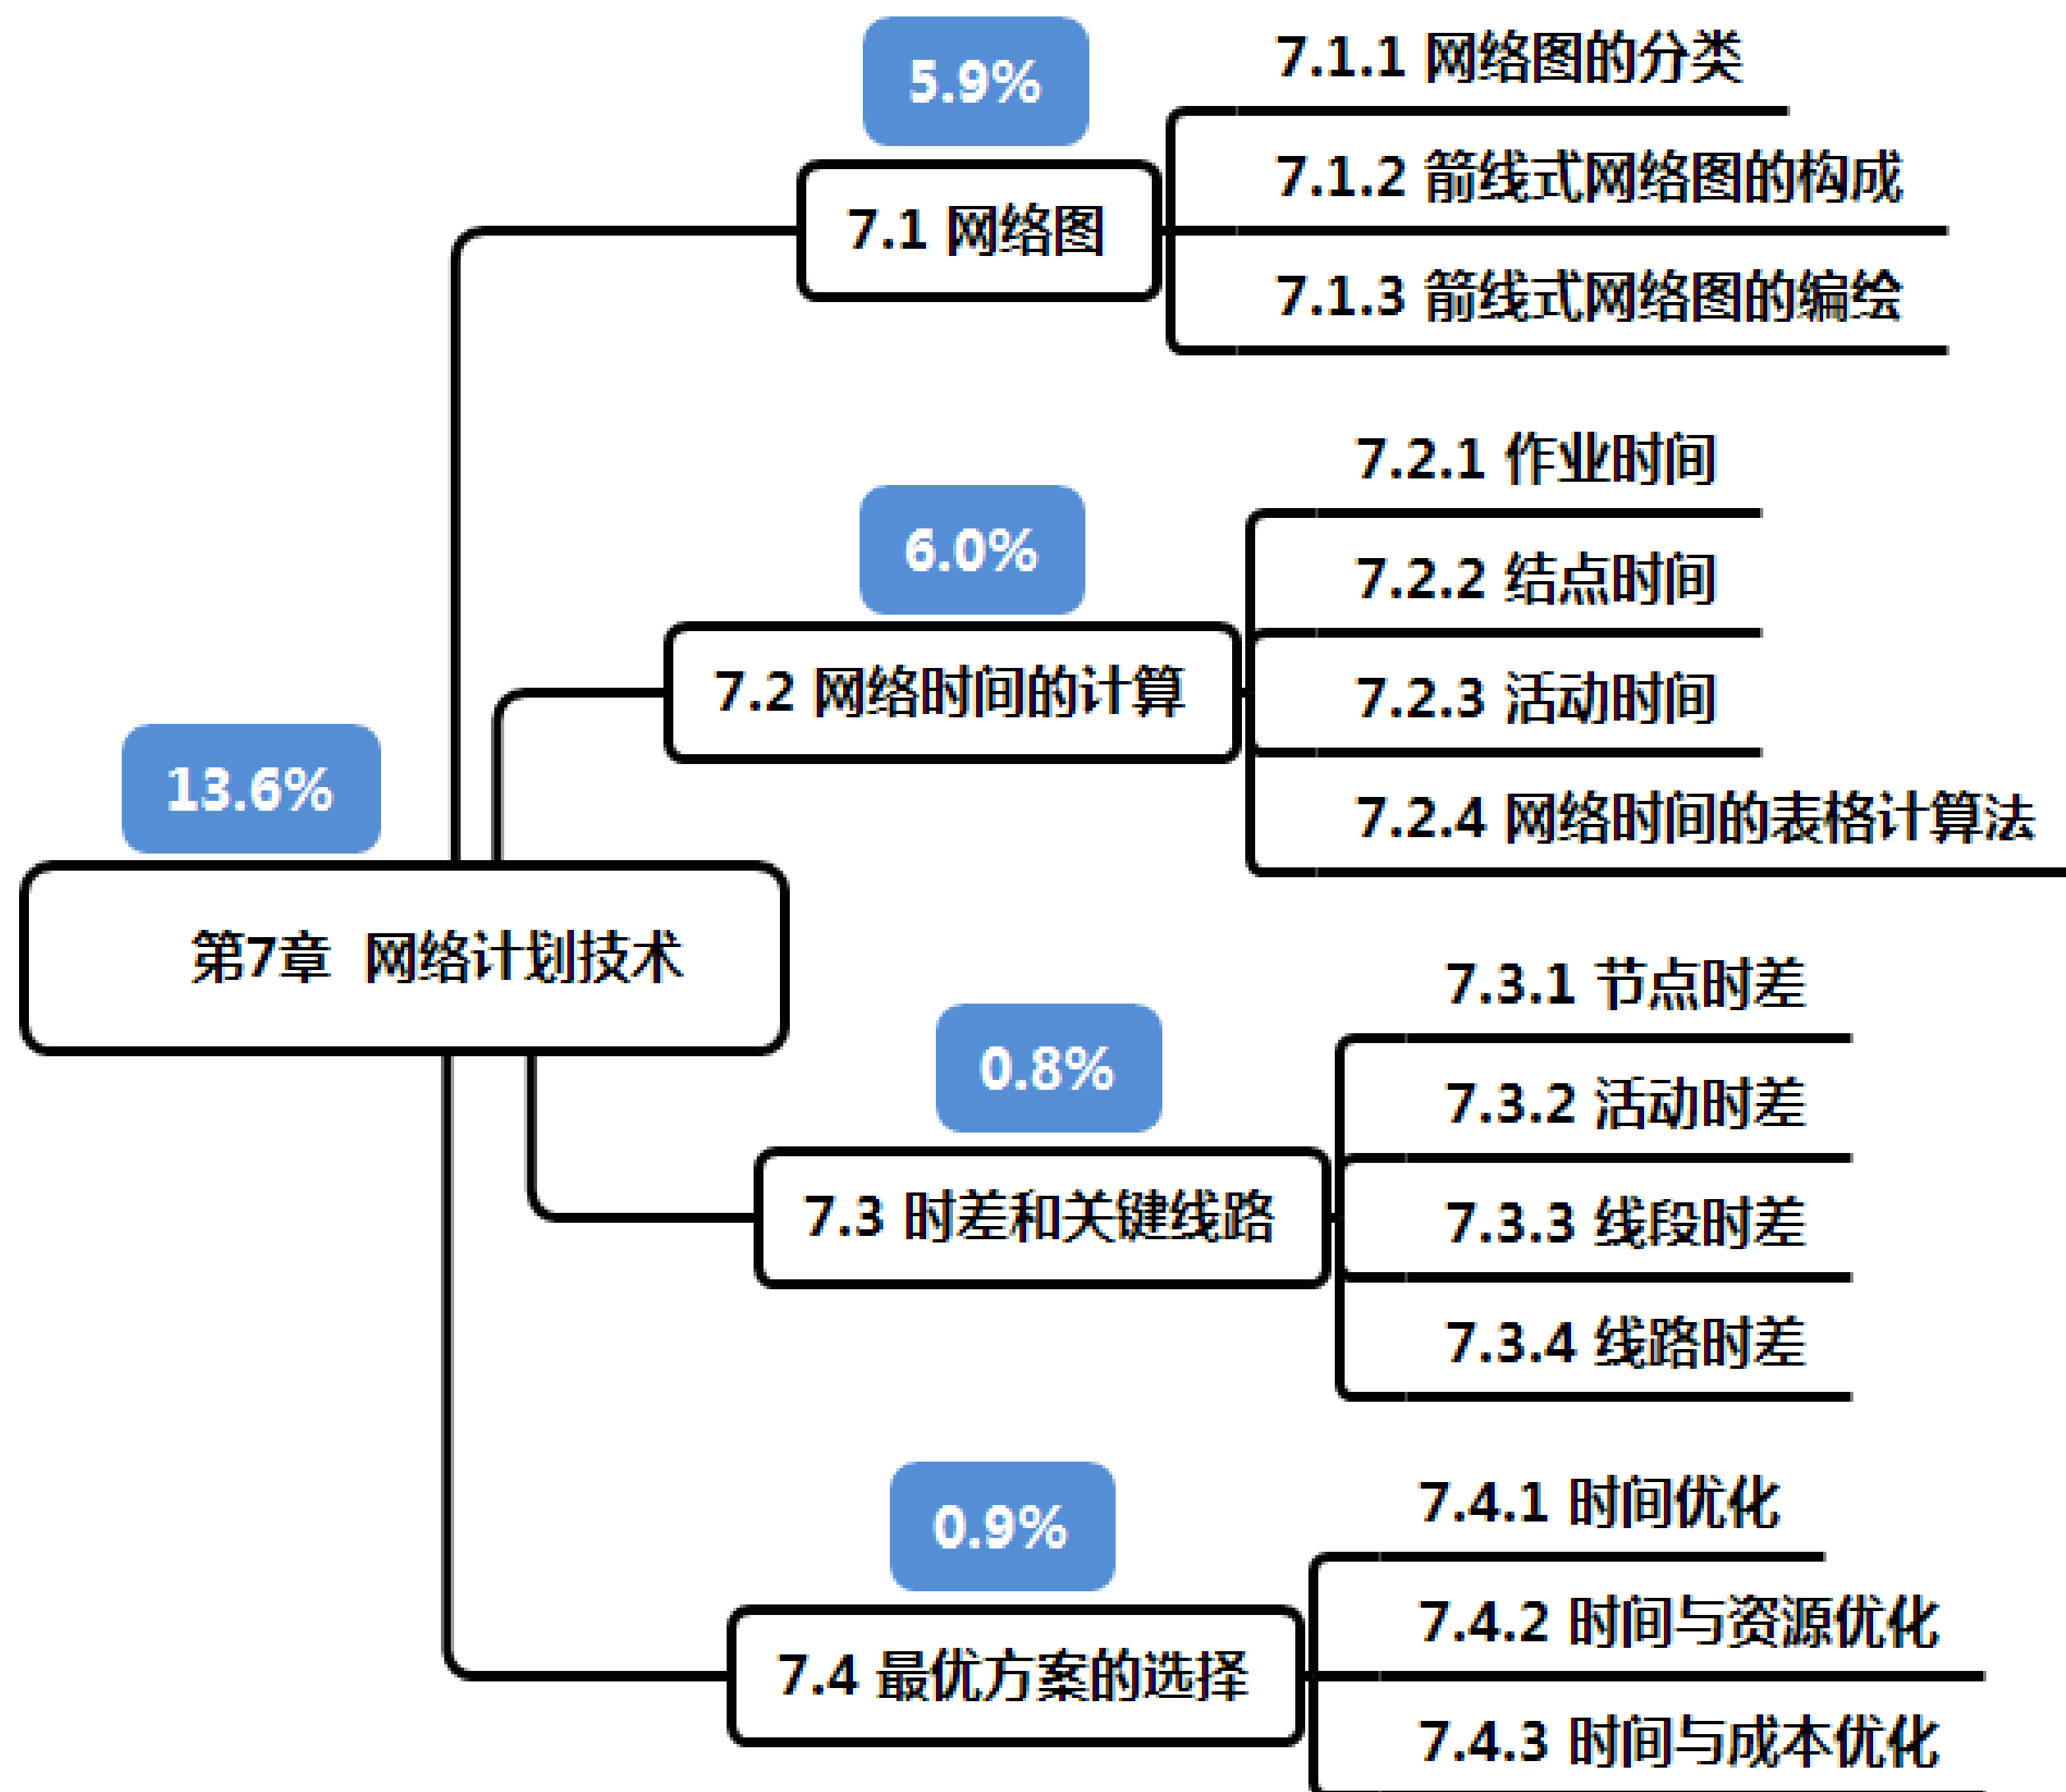 13.6%
第7章 网络计划技术
5.9%
7.1 网络图
7.1.1 网络图的分类
7.1.2 箭线式网络图的构成
7.1.3 箭线式网络图的编绘
6.0%
7.2 网络时间的计算
7.2.1 作业时间
7.2.2 结点时间
7.2.3 活动时间
7.2.4 网络时间的表格计算法
0.8%
7.3 时差和关键线路
7.3.1 节点时差
7.3.2 活动时差
7.3.3 线段时差
7.3.4 线路时差
0.9%
7.4 最优方案的选择
7.4.1 时间优化
7.4.2 时间与资源优化
7.4.3 时间与成本优化